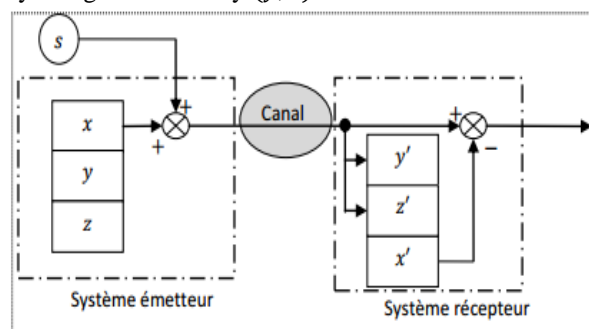 s
+
x
+
y
z
Canal
+
−
y′
z′
x′
Système émetteur
Système récepteur